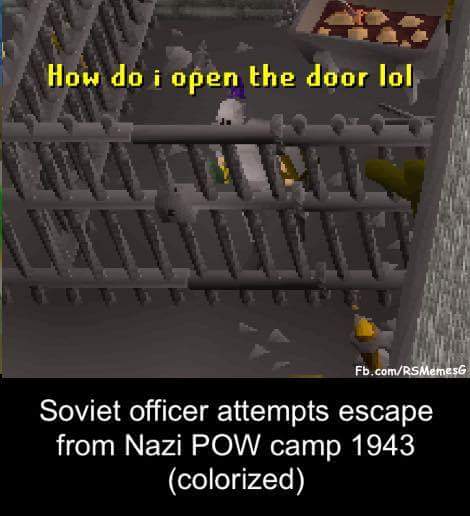 How do i open the door lol
Fb.com/RSMemesG
Soviet officer attempts escape
from Nazi POW camp 1943
(colorized)